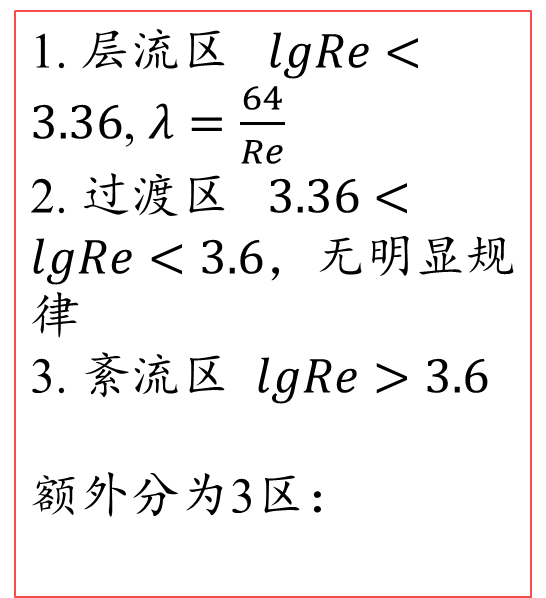 1. 层流区 lgRe <
3.36, λ = 64/Re
2. 过渡区 3.36 <
lgRe < 3.6，无明显规
律
3. 紊流区 lgRe > 3.6
额外分为3区：